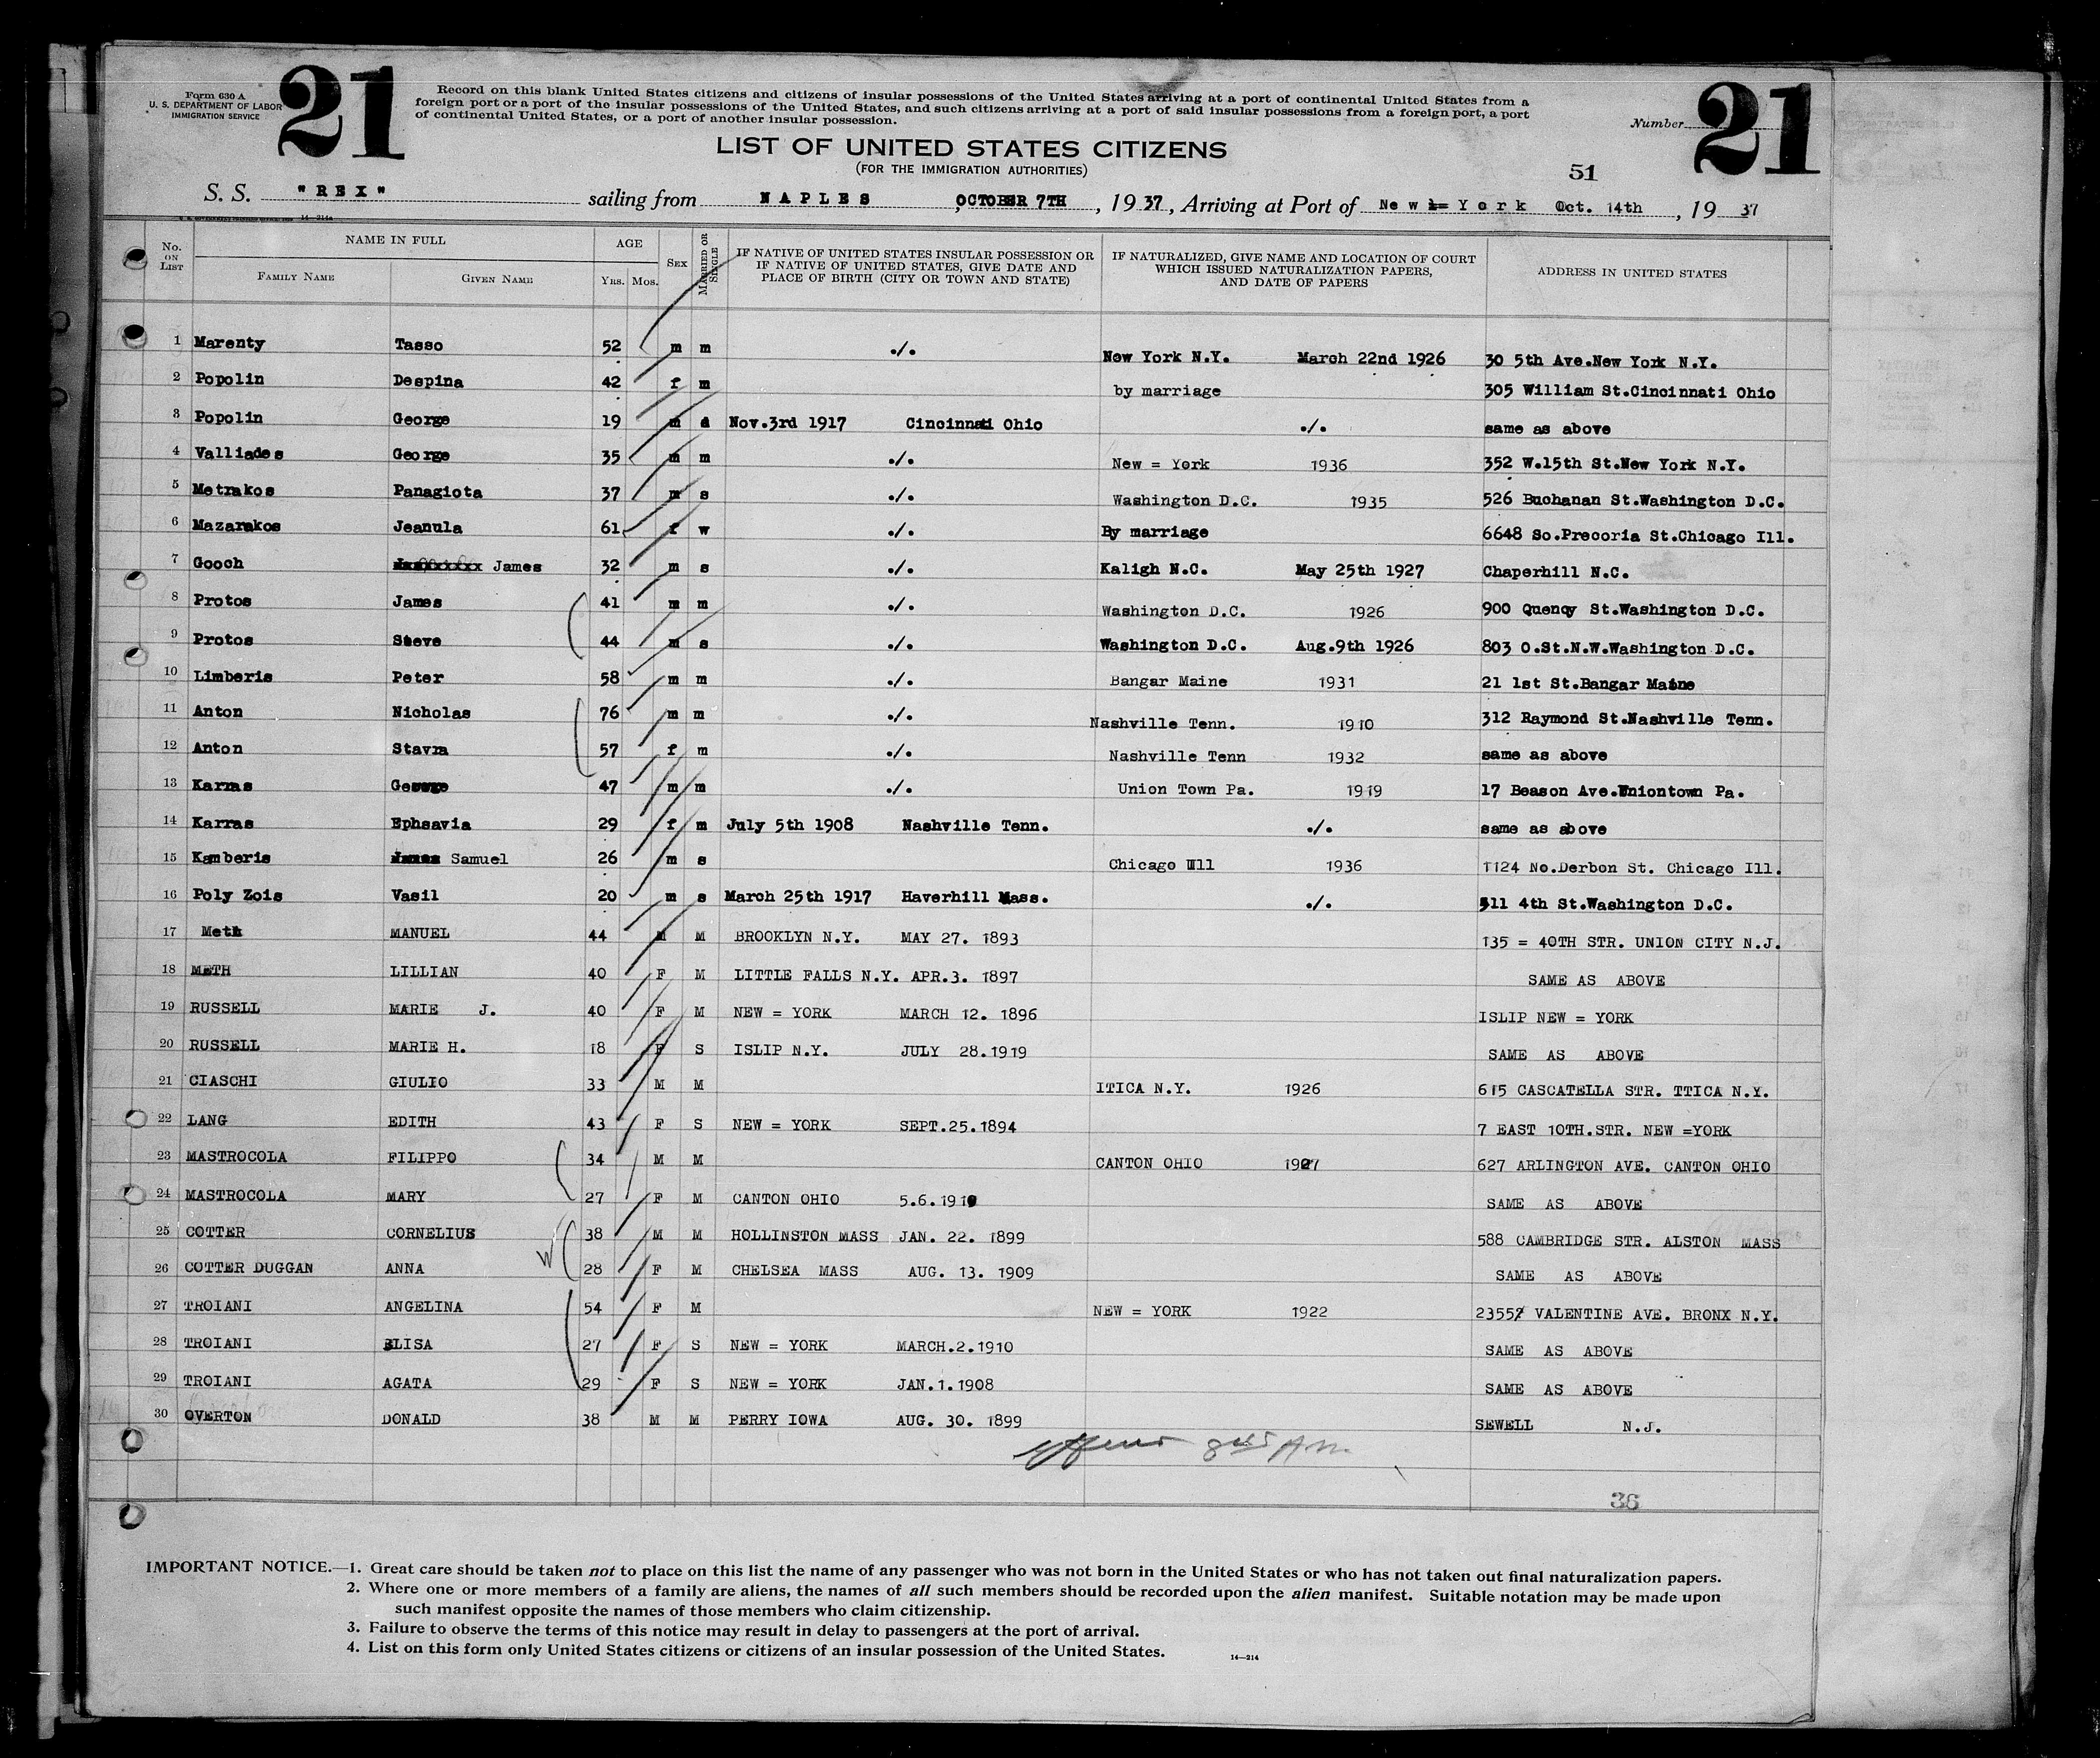 Form 630 A
U. S. DEPARTMENT OF LABOR
IMMIGRATION SERVICE
21
Record on this blank United States citizens and citizens of insular possessions of the United States arriving at a port of continental United States from a
foreign port or a port of the insular possessions of the United States, and such citizens arriving at a port of said insular possessions from a foreign port, a port
of continental United States, or a port of another insular possession.
Number 21
LIST OF UNITED STATES CITIZENS
(FOR THE IMMIGRATION AUTHORITIES)
51
S. S. "REX" sailing from NAPLES OCTOBER 7TH, 19 37, Arriving at Port of New York Oct. 14th, 19 37
14-214a
No. ON LIST NAME IN FULL FAMILY NAME GIVEN NAME AGE YRS. MOS. SEX MARRIED OR SINGLE IF NATIVE OF UNITED STATES INSULAR POSSESSION OR IF NATIVE OF UNITED STATES, GIVE DATE AND PLACE OF BIRTH (CITY OR TOWN AND STATE) IF NATURALIZED, GIVE NAME AND LOCATION OF COURT WHICH ISSUED NATURALIZATION PAPERS, AND DATE OF PAPERS ADDRESS IN UNITED STATES
1 Marenty Tasso 52 m m ./. New York N.Y. March 22nd 1926 30 5th Ave.New York N.Y.
2 Popolin Despina 42 f m by marriage 305 William St.Cincinnati Ohio
3 Popolin George 19 m Nov.3rd 1917 Cincinnati Ohio ./. same as above
4 Valliades George 35 m m ./. New = York 1936 352 W.15th St.New York N.Y.
5 Metrakos Panagiota 37 m s ./. Washington D.C. 1935 526 Buchanan St.Washington D.C.
6 Mazarakos Jeanula 61 f w ./. By marriage 6648 So.Precoria St.Chicago Ill.
7 Gooch James 32 m s ./. Kaligh N.C. May 25th 1927 Chaperhill N.C.
8 Protos James 41 m m ./. Washington D.C. 1926 900 Quency St.Washington D.C.
9 Protos Steve 44 m s ./. Washington D.C. Aug.9th 1926 803 O.St.N.W.Washington D.C.
10 Limberis Peter 58 m m ./. Bangar Maine 1931 21 1st St.Bangar Maine
11 Anton Nicholas 76 m m ./. Nashville Tenn. 1910 312 Raymond St.Nashville Tenn.
12 Anton Stavra 57 f m ./. Nashville Tenn 1932 same as above
13 Karras George 47 m m ./. Union Town Pa. 1919 17 Beason Ave.Uniontown Pa.
14 Karras Ephsavia 29 f m July 5th 1908 Nashville Tenn. ./. same as above
15 Kamberis Samuel 26 m s Chicago Ill 1936 1124 No.Derbon St. Chicago Ill.
16 Poly Zois Vasil 20 m s March 25th 1917 Haverhill Mass. ./. 511 4th St.Washington D.C.
17 Meth MANUEL 44 M M BROOKLYN N.Y. MAY 27. 1893 135 = 40TH STR. UNION CITY N.J.
18 METH LILLIAN 40 F M LITTLE FALLS N.Y. APR.3. 1897 SAME AS ABOVE
19 RUSSELL MARIE J. 40 F M NEW = YORK MARCH 12. 1896 ISLIP NEW = YORK
20 RUSSELL MARIE H. 18 F S ISLIP N.Y. JULY 28.1919 SAME AS ABOVE
21 CIASCHI GIULIO 33 M M ITICA N.Y. 1926 615 CASCATELLA STR. TTICA N.Y.
22 LANG EDITH 43 F S NEW = YORK SEPT.25.1894 7 EAST 10TH.STR. NEW =YORK
23 MASTROCOLA FILIPPO 34 M M CANTON OHIO 1927 627 ARLINGTON AVE. CANTON OHIO
24 MASTROCOLA MARY 27 F M CANTON OHIO 5.6.1910 SAME AS ABOVE
25 COTTER CORNELIUS 38 M M HOLLINSTON MASS JAN. 22. 1899 588 CAMBRIDGE STR. ALSTON MASS
W
26 COTTER DUGGAN ANNA 28 F M CHELSEA MASS AUG. 13. 1909 SAME AS ABOVE
27 TROIANI ANGELINA 54 F M NEW = YORK 1922 2355 VALENTINE AVE. BRONX N.Y.
28 TROIANI ELISA 27 F S NEW = YORK MARCH.2.1910 SAME AS ABOVE
29 TROIANI AGATA 29 F S NEW = YORK JAN.1.1908 SAME AS ABOVE
30 OVERTON DONALD 38 M M PERRY IOWA AUG. 30. 1899 SEWELL N.J.
36
IMPORTANT NOTICE.—1. Great care should be taken not to place on this list the name of any passenger who was not born in the United States or who has not taken out final naturalization papers.
2. Where one or more members of a family are aliens, the names of all such members should be recorded upon the alien manifest. Suitable notation may be made upon
such manifest opposite the names of those members who claim citizenship.
3. Failure to observe the terms of this notice may result in delay to passengers at the port of arrival.
4. List on this form only United States citizens or citizens of an insular possession of the United States.
14—214